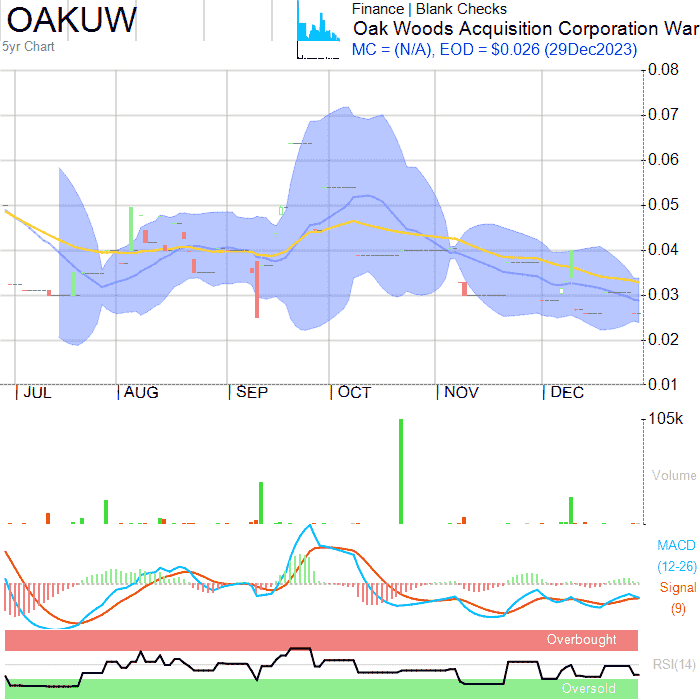 OAKUW
5yr Chart
Finance | Blank Checks
Oak Woods Acquisition Corporation War
MC = (N/A), EOD = $0.026 (29Dec2023)
0.08
0.07
0.06
0.05
0.04
0.03
0.02
0.01
| JUL | AUG | SEP | OCT | NOV | DEC
105k
Volume
MACD
(12-26)
Signal
(9)
Overbought
RSI(14)
Oversold